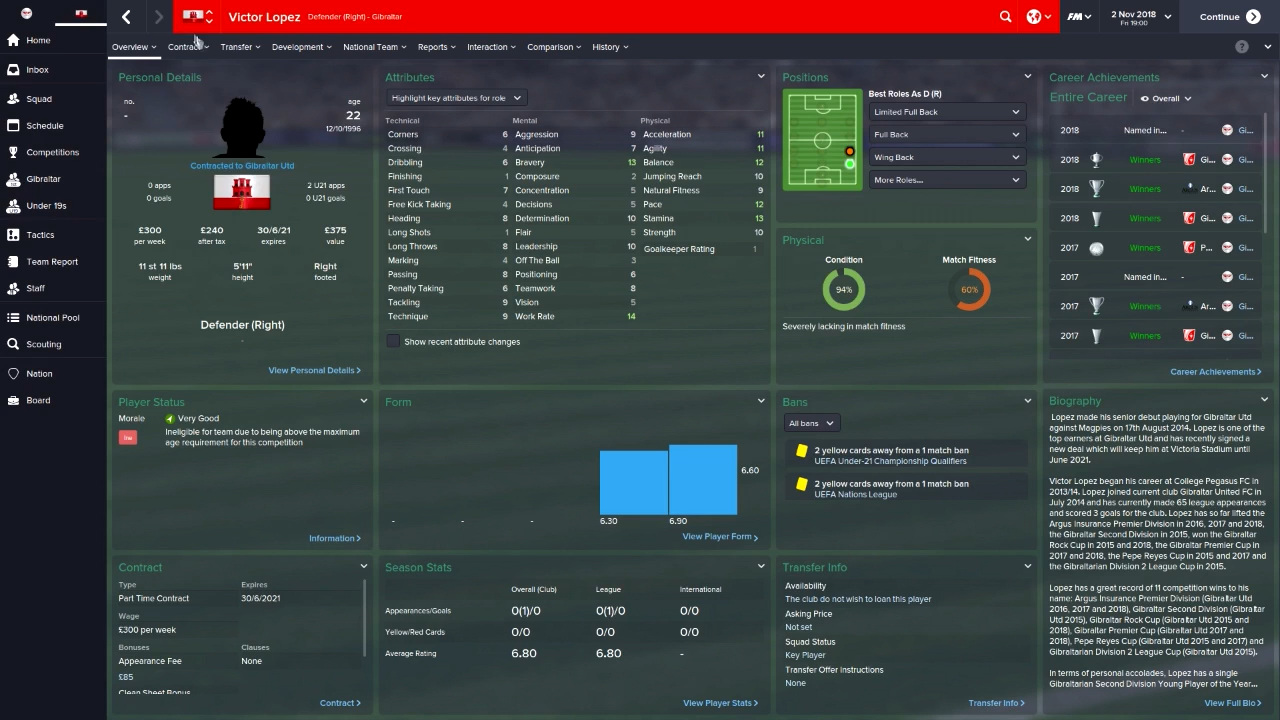 Victor Lopez
Defender (Right) - Gibraltar
FM
2 Nov 2018
Fri 19:00
Continue
Home
Inbox
Squad
Schedule
Competitions
Gibraltar
Under 19s
Tactics
Team Report
Staff
National Pool
Scouting
Nation
Board
Overview
Contract
Transfer
Development
National Team
Reports
Interaction
Comparison
History
?
Personal Details
no.
age
22
12/10/1996
Contracted to Gibraltar Utd
0 apps
0 goals
2 U21 apps
0 U21 goals
£300
per week
£240
after tax
30/6/21
expires
£375
value
11 st 11 lbs
weight
5'11"
height
Right
footed
Defender (Right)
-
View Personal Details >
Attributes
Highlight key attributes for role
Technical Mental Physical
Corners 6 Aggression 9 Acceleration 11
Crossing 4 Anticipation 7 Agility 11
Dribbling 6 Bravery 13 Balance 12
Finishing 1 Composure 2 Jumping Reach 10
First Touch 7 Concentration 5 Natural Fitness 9
Free Kick Taking 4 Decisions 5 Pace 12
Heading 8 Determination 10 Stamina 13
Long Shots 1 Flair 5 Strength 10
Long Throws 8 Leadership 10 Goalkeeper Rating 1
Marking 4 Off The Ball 3
Passing 8 Positioning 6
Penalty Taking 6 Teamwork 8
Tackling 9 Vision 5
Technique 9 Work Rate 14
Show recent attribute changes
Positions
Best Roles As D (R)
Limited Full Back
Full Back
Wing Back
More Roles...
Physical
Condition
94%
Match Fitness
60%
Severely lacking in match fitness
Career Achievements
Entire Career
Overall
2018 Named in... - Gi...
2018 Winners Gi... Gi...
2018 Winners Ar... Gi...
2018 Winners Gi... Gi...
2017 Winners P... Gi...
2017 Named in... - Gi...
2017 Winners Ar... Gi...
2017 Winners Gi... Gi...
Career Achievements >
Player Status
Morale Very Good
Ine Ineligible for team due to being above the maximum
age requirement for this competition
Information >
Form
- - - 6.30 6.90
6.60
View Player Form >
Bans
All bans
2 yellow cards away from a 1 match ban
UEFA Under-21 Championship Qualifiers
2 yellow cards away from a 1 match ban
UEFA Nations League
Biography
Lopez made his senior debut playing for Gibraltar Utd
against Magpies on 17th August 2014. Lopez is one of the
top earners at Gibraltar Utd and has recently signed a
new deal which will keep him at Victoria Stadium until
June 2021.
Victor Lopez began his career at College Pegasus FC in
2013/14. Lopez joined current club Gibraltar United FC in
July 2014 and has currently made 65 league appearances
and scored 3 goals for the club. Lopez has so far lifted the
Argus Insurance Premier Division in 2016, 2017 and 2018,
the Gibraltar Second Division in 2015, won the Gibraltar
Rock Cup in 2015 and 2018, the Gibraltar Premier Cup in
2017 and 2018, the Pepe Reyes Cup in 2015 and 2017 and
the Gibraltarian Division 2 League Cup in 2015.
Lopez has a great record of 11 competition wins to his
name: Argus Insurance Premier Division (Gibraltar Utd
2016, 2017 and 2018), Gibraltar Second Division (Gibraltar
Utd 2015), Gibraltar Rock Cup (Gibraltar Utd 2015 and
2018), Gibraltar Premier Cup (Gibraltar Utd 2017 and
2018), Pepe Reyes Cup (Gibraltar Utd 2015 and 2017) and
Gibraltarian Division 2 League Cup (Gibraltar Utd 2015).
In terms of personal accolades, Lopez has a single
Gibraltarian Second Division Young Player of the Year...
View Full Bio >
Contract
Type
Part Time Contract
Expires
30/6/2021
Wage
£300 per week
Bonuses
Appearance Fee
£85
Clean Sheet Bonus
Clauses
None
Contract >
Season Stats
Overall (Club) League International
Appearances/Goals 0(1)/0 0(1)/0 0/0
Yellow/Red Cards 0/0 0/0 0/0
Average Rating 6.80 6.80 -
View Player Stats >
Transfer Info
Availability
The club do not wish to loan this player
Asking Price
Not set
Squad Status
Key Player
Transfer Offer Instructions
None
Transfer Info >